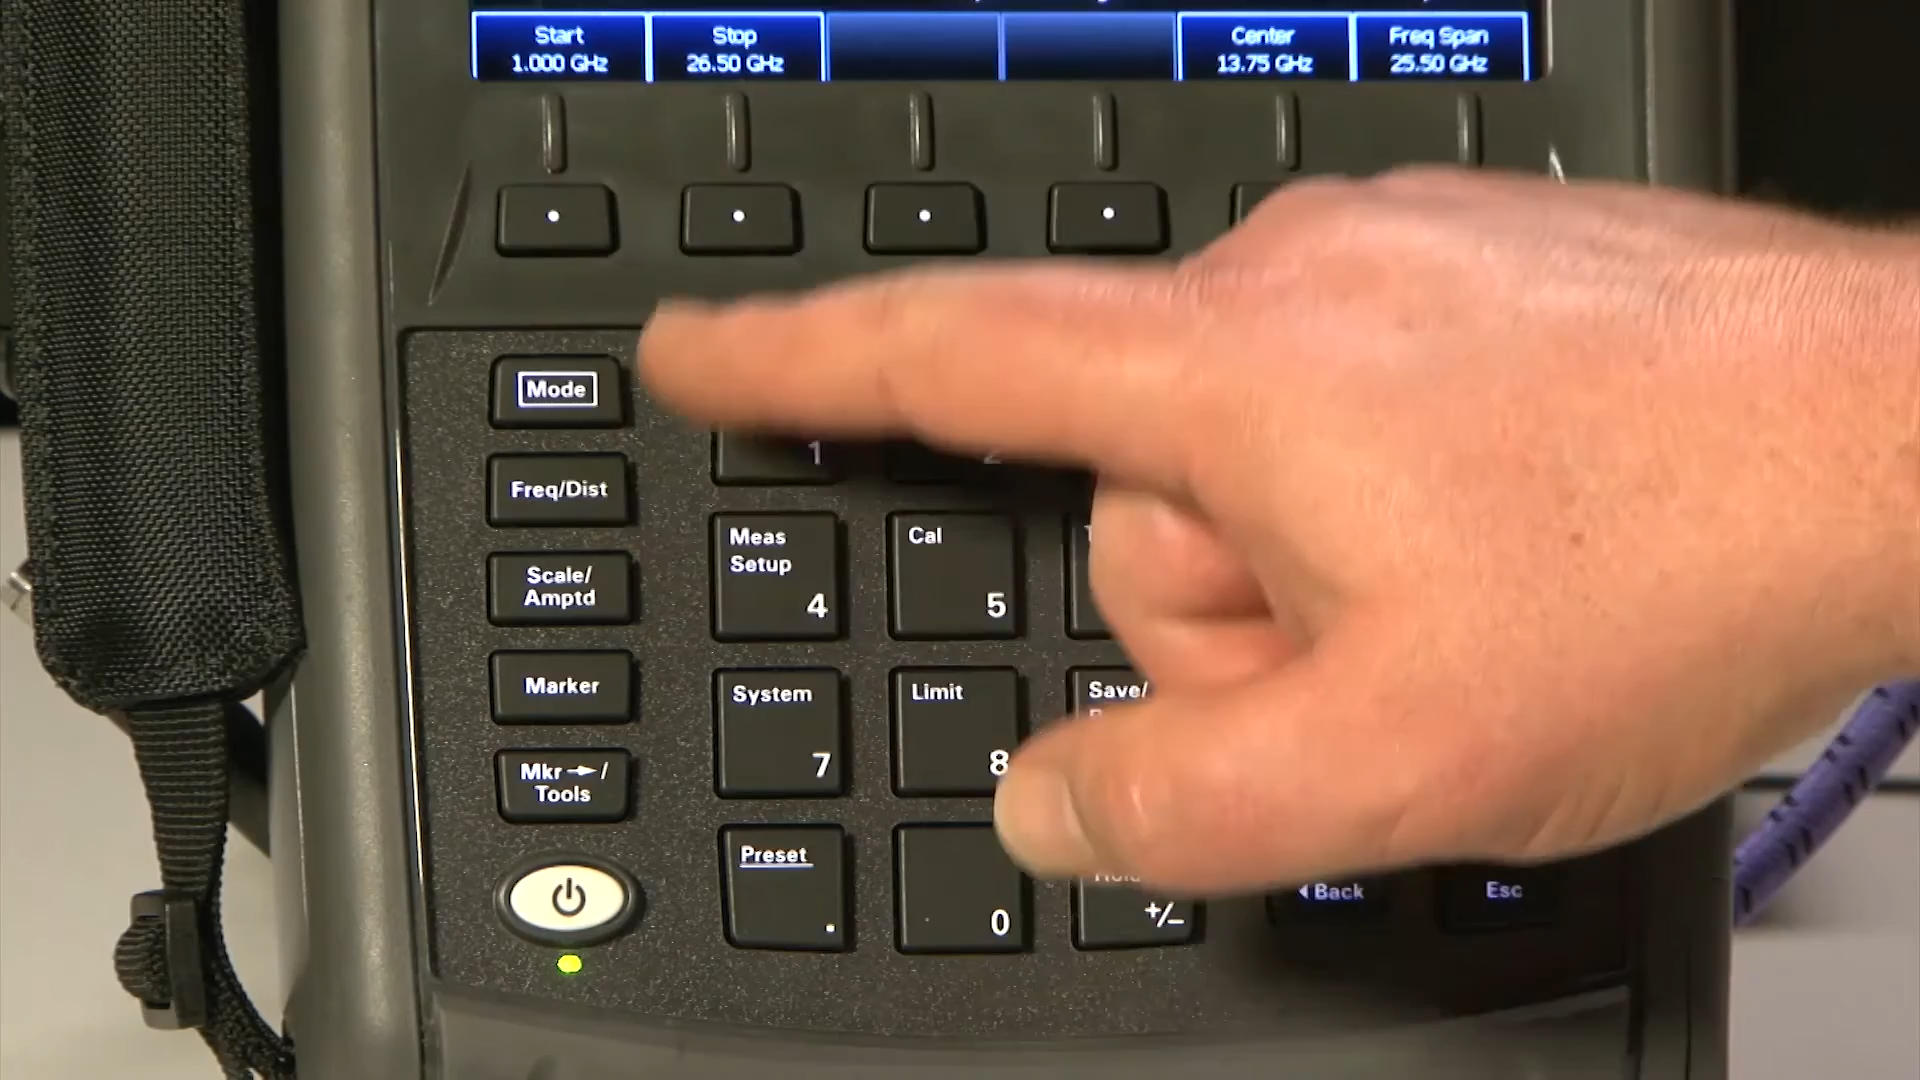 Start
1.000 GHz
Stop
26.50 GHz
Center
13.75 GHz
Freq Span
25.50 GHz
Mode
1
2
Freq/Dist
Meas
Setup
4
Cal
5
Scale/
Amptd
Marker
System
7
Limit
8
Save/
Mkr→/
Tools
Preset
.
0
+/−
◂Back
Esc